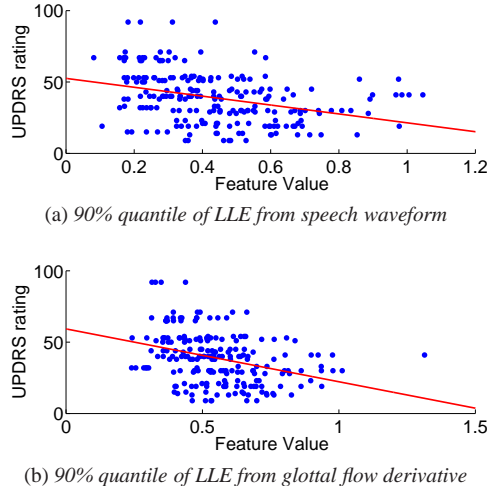 100
50
0
UPDRS rating
0 0.2 0.4 0.6 0.8 1 1.2
Feature Value
(a) 90% quantile of LLE from speech waveform
100
50
0
UPDRS rating
0 0.5 1 1.5
Feature Value
(b) 90% quantile of LLE from glottal flow derivative